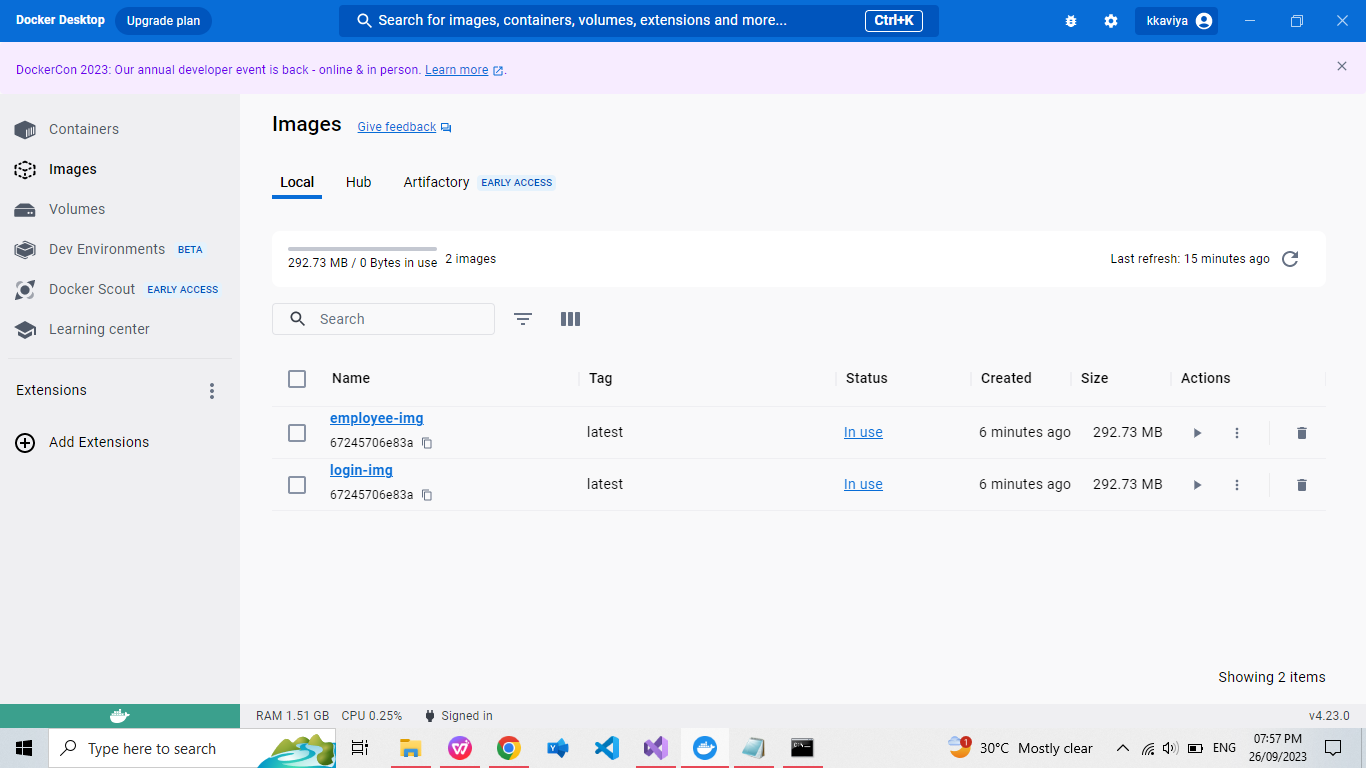 Docker Desktop Upgrade plan Search for images, containers, volumes, extensions and more... Ctrl+K kkaviya
DockerCon 2023: Our annual developer event is back - online & in person. Learn more .
Containers
Images
Volumes
Dev Environments BETA
Docker Scout EARLY ACCESS
Learning center
Extensions
Add Extensions
Images Give feedback
Local Hub Artifactory EARLY ACCESS
292.73 MB / 0 Bytes in use 2 images Last refresh: 15 minutes ago
Search
Name Tag Status Created Size Actions
employee-img
67245706e83a latest In use 6 minutes ago 292.73 MB
login-img
67245706e83a latest In use 6 minutes ago 292.73 MB
Showing 2 items
RAM 1.51 GB CPU 0.25% Signed in v4.23.0
Type here to search 1 30°C Mostly clear ENG 07:57 PM
26/09/2023